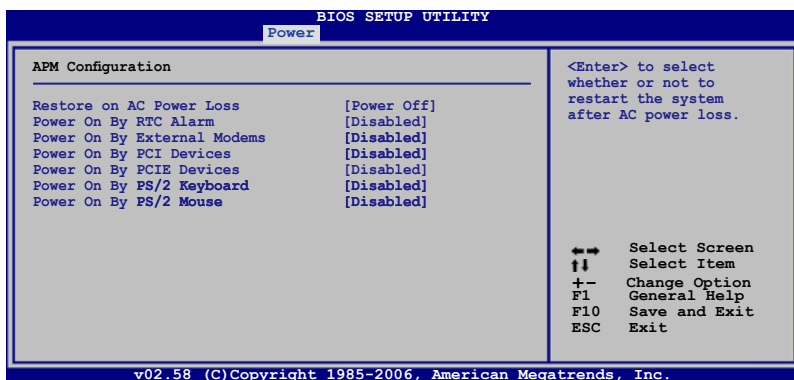 BIOS SETUP UTILITY
Power
APM Configuration
Restore on AC Power Loss [Power Off]
Power On By RTC Alarm [Disabled]
Power On By External Modems [Disabled]
Power On By PCI Devices [Disabled]
Power On By PCIE Devices [Disabled]
Power On By PS/2 Keyboard [Disabled]
Power On By PS/2 Mouse [Disabled]
<Enter> to select
whether or not to
restart the system
after AC power loss.
←→ Select Screen
↑↓ Select Item
+- Change Option
F1 General Help
F10 Save and Exit
ESC Exit
v02.58 (C)Copyright 1985-2006, American Megatrends, Inc.